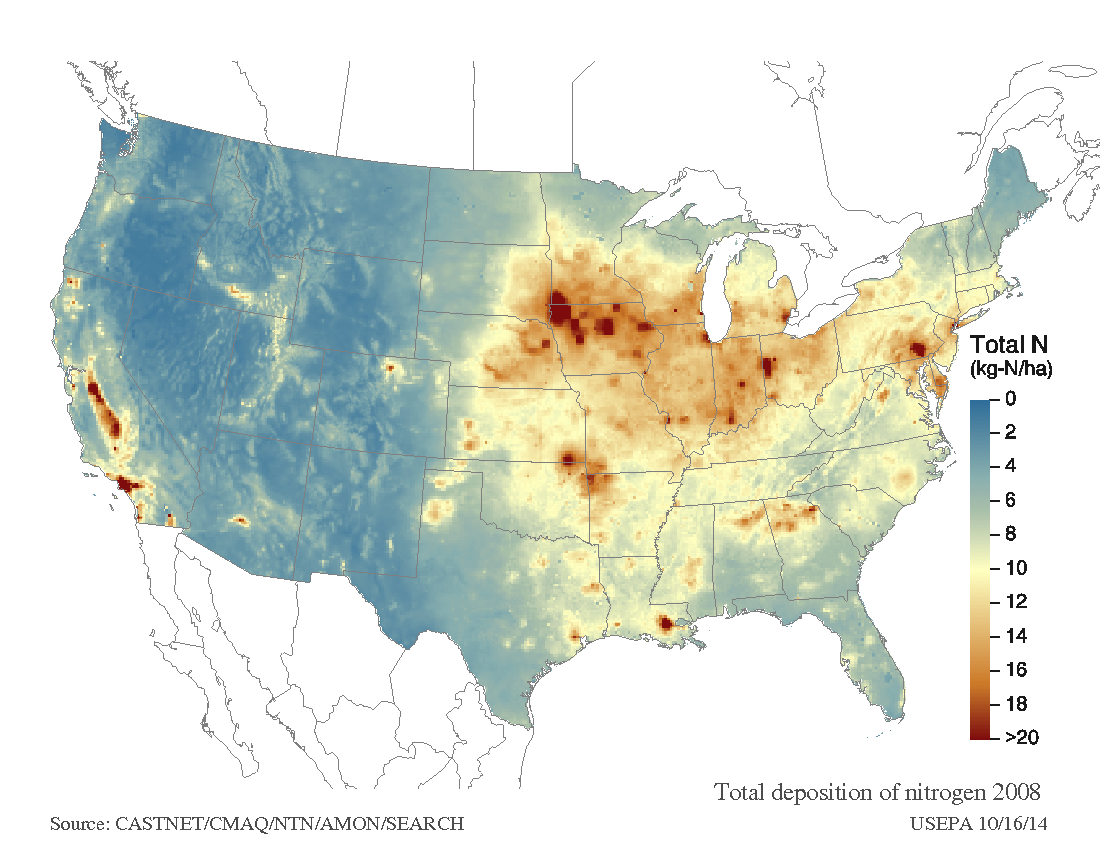 Total N
(kg-N/ha)
0
2
4
6
8
10
12
14
16
18
>20
Total deposition of nitrogen 2008
Source: CASTNET/CMAQ/NTN/AMON/SEARCH
USEPA 10/16/14